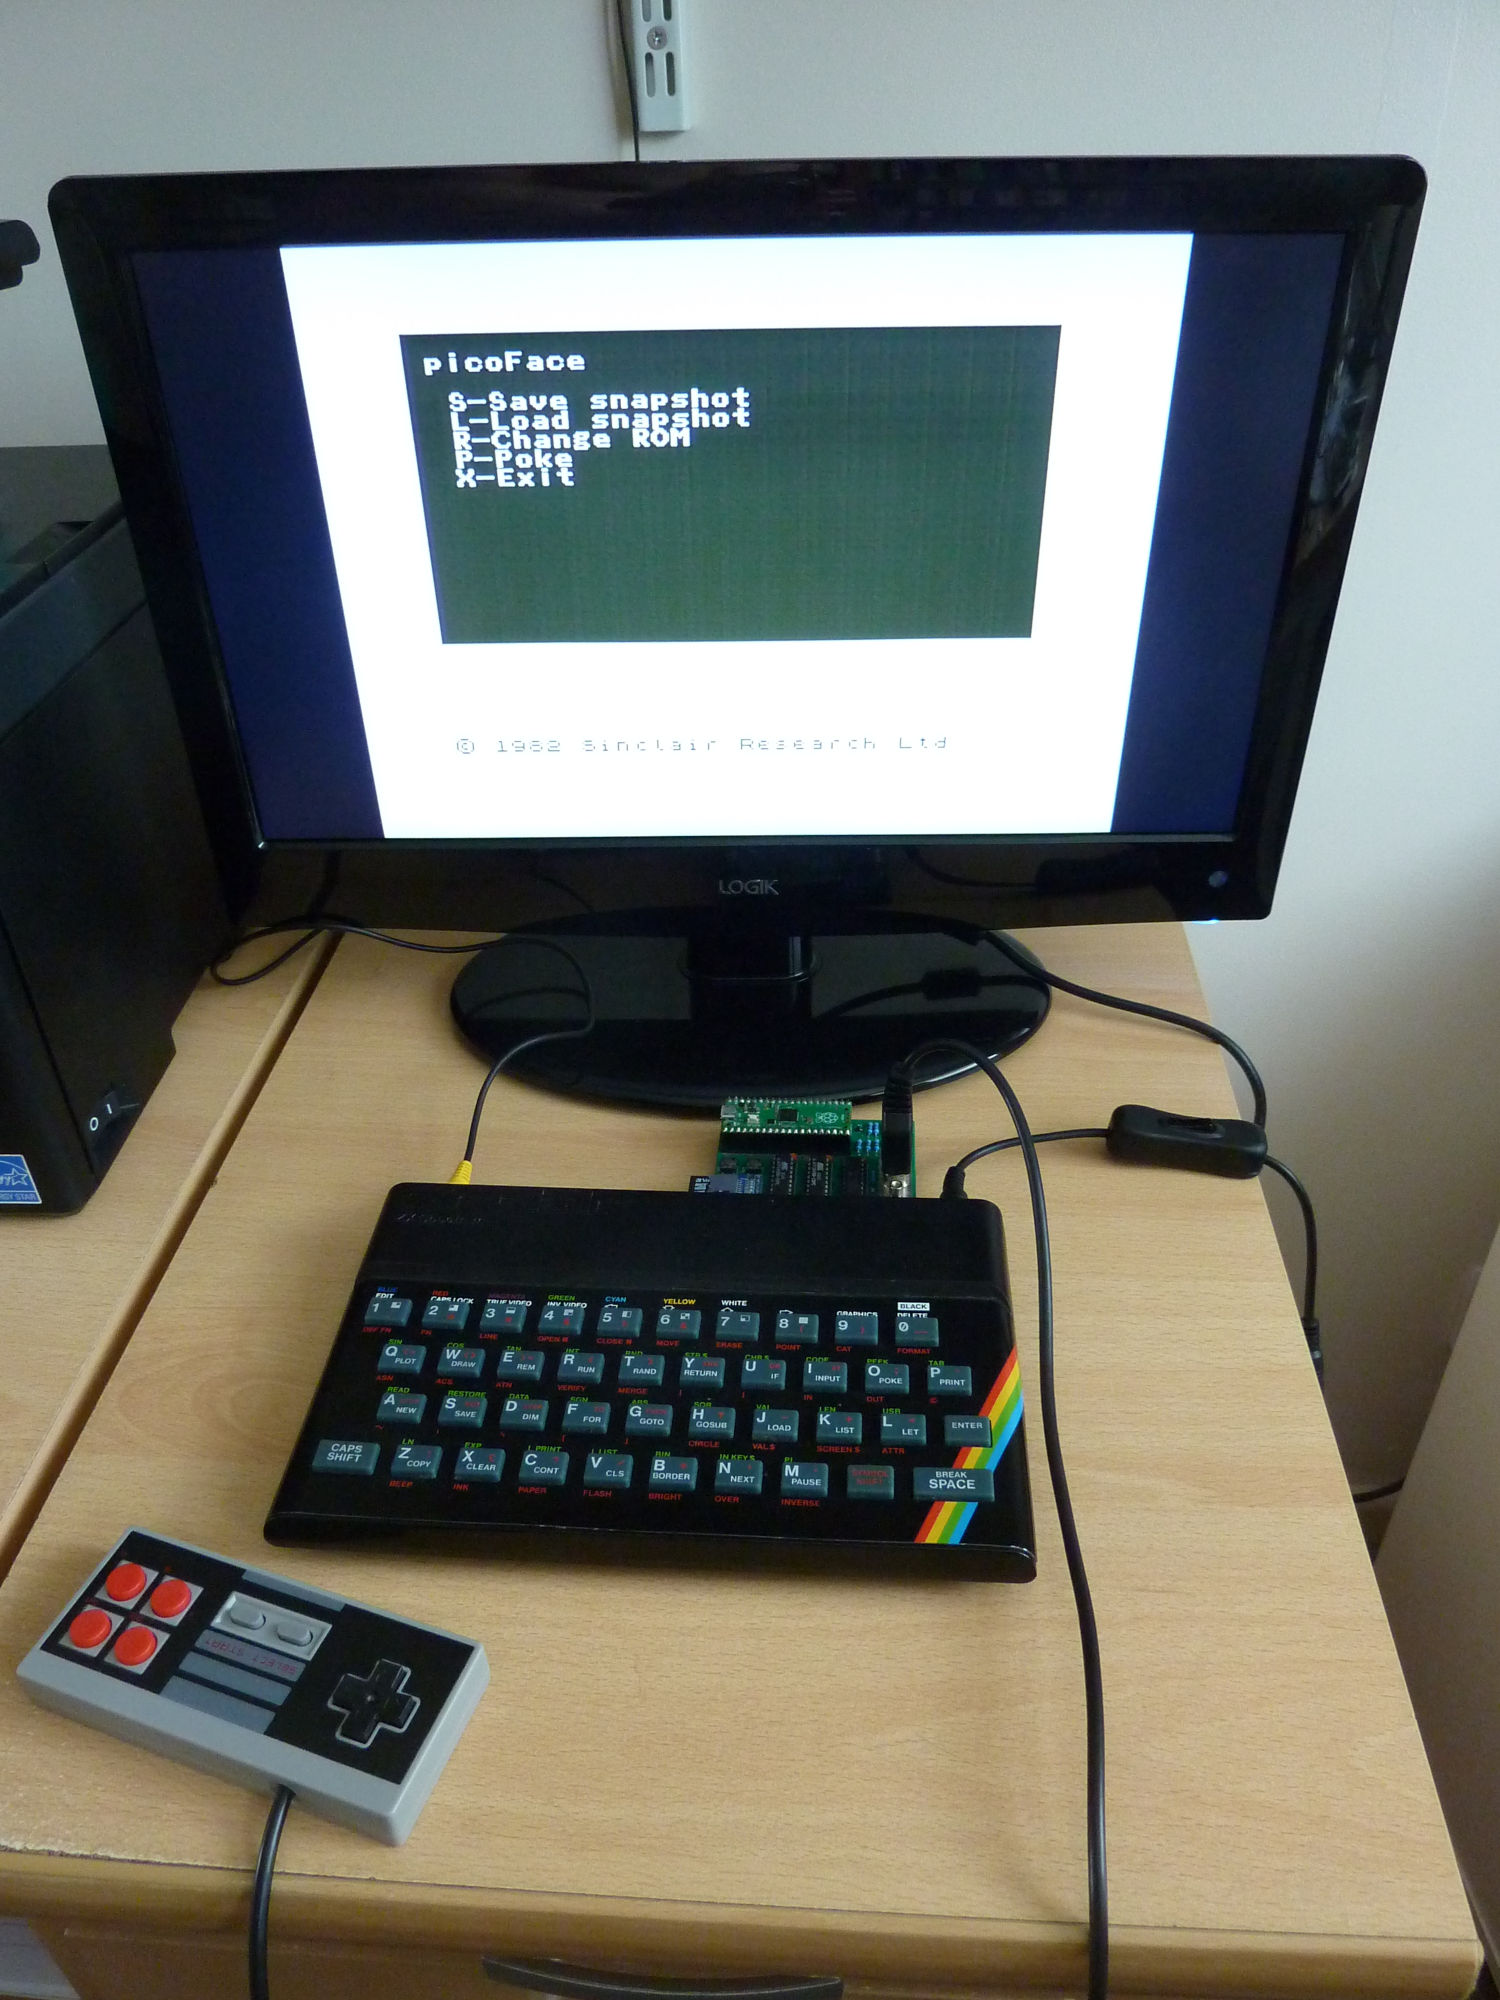 picoFace
S-Save snapshot
L-Load snapshot
R-Change ROM
P-Poke
X-Exit
© 1982 Sinclair Research Ltd
LOGIK
BLUE RED MAGENTA GREEN CYAN YELLOW WHITE BLACK
EDIT CAPS LOCK TRUE VIDEO INV VIDEO GRAPHICS DELETE
1 2 3 4 5 6 7 8 9 0
DEF FN FN LINE OPEN # CLOSE # MOVE ERASE POINT CAT FORMAT
SIN COS TAN INT RND STR $ CHR $ CODE PEEK TAB
Q PLOT W DRAW E REM R RUN T RAND Y RETURN U IF I INPUT O POKE P PRINT
ASN ACS ATN VERIFY MERGE [ ] IN OUT ©
READ RESTORE DATA SGN ABS SQR VAL LEN USR
A NEW S SAVE D DIM F FOR G GOTO H GOSUB J LOAD K LIST L LET ENTER
CIRCLE VAL $ SCREEN $ ATTR
LN EXP L PRINT L LIST BIN IN KEY $ PI
CAPS SHIFT Z COPY X CLEAR C CONT V CLS B BORDER N NEXT M PAUSE SYMBOL SHIFT BREAK SPACE
BEEP INK PAPER FLASH BRIGHT OVER INVERSE
SELECT START
O I